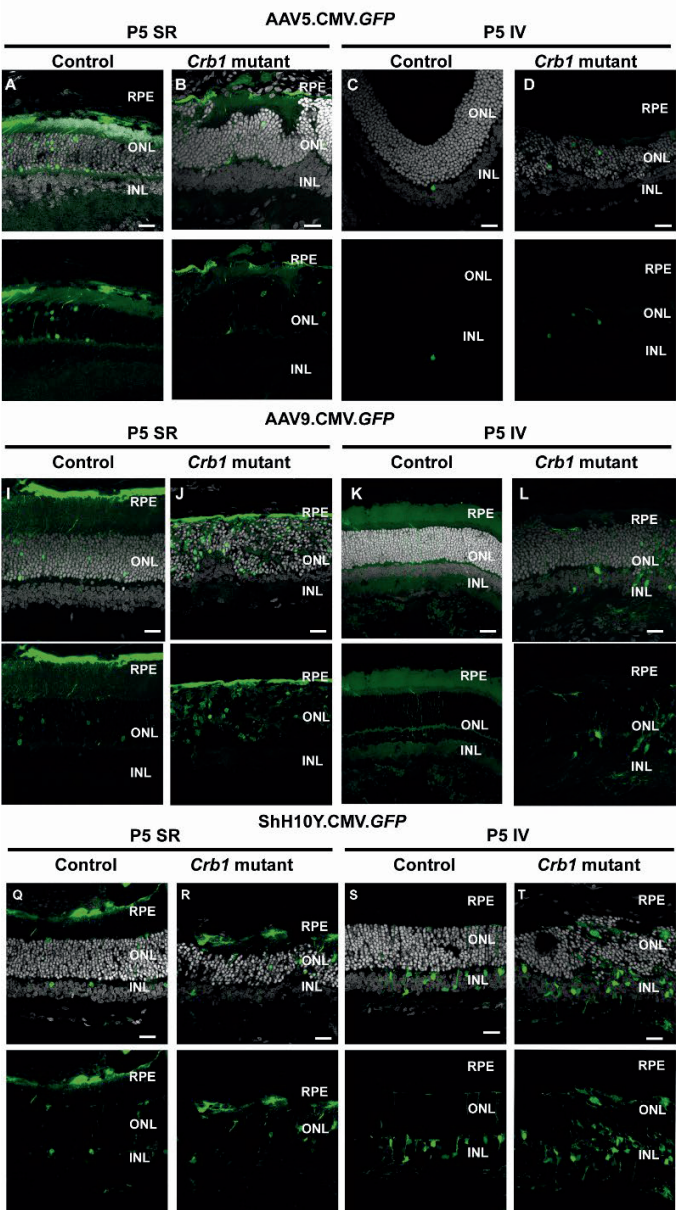 AAV5.CMV.GFP
P5 SR P5 IV
Control Crb1 mutant Control Crb1 mutant
A B C D
RPE RPE ONL RPE
ONL ONL INL ONL
INL INL INL
RPE RPE ONL RPE
ONL ONL INL ONL
INL INL INL
AAV9.CMV.GFP
P5 SR P5 IV
Control Crb1 mutant Control Crb1 mutant
I J K L
RPE RPE RPE RPE
ONL ONL ONL ONL
INL INL INL INL
RPE RPE RPE RPE
ONL ONL ONL ONL
INL INL INL INL
ShH10Y.CMV.GFP
P5 SR P5 IV
Control Crb1 mutant Control Crb1 mutant
Q R S T
RPE RPE RPE RPE
ONL ONL ONL ONL
INL INL INL INL
RPE RPE RPE RPE
ONL ONL ONL ONL
INL INL INL